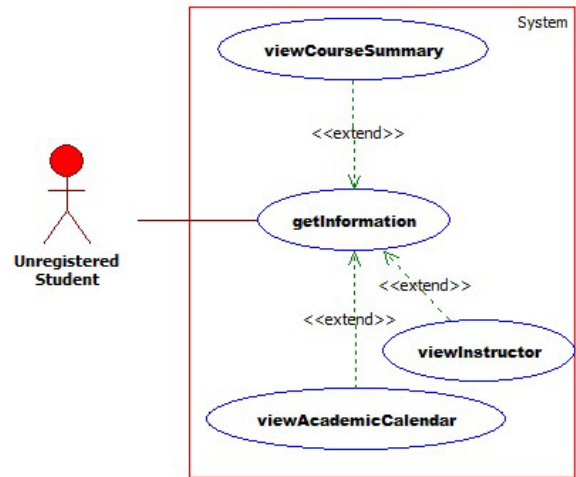 System
viewCourseSummary
<<extend>>
getInformation
Unregistered
Student
<<extend>>
<<extend>>
viewInstructor
viewAcademicCalendar